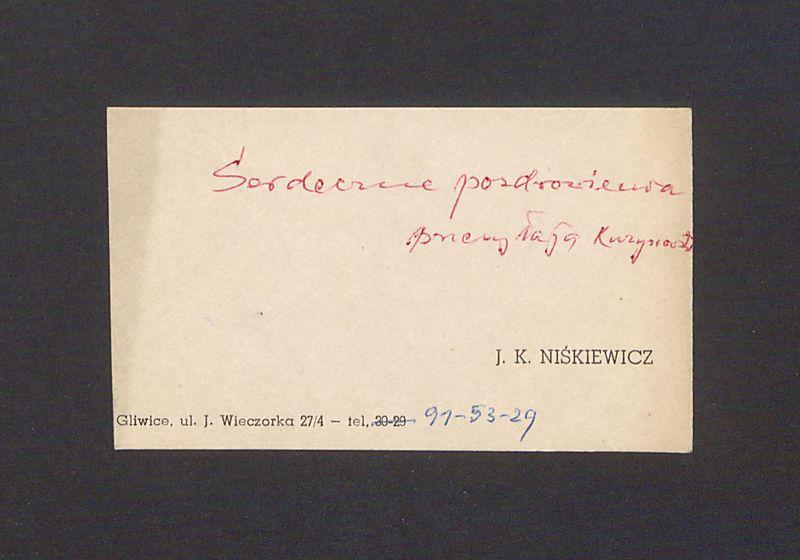 Serdeczne pozdrowienia
przesyłają
J. K. NIŚKIEWICZ
Gliwice, ul. J. Wieczorka 27/4 – tel. 30-29 91-53-29